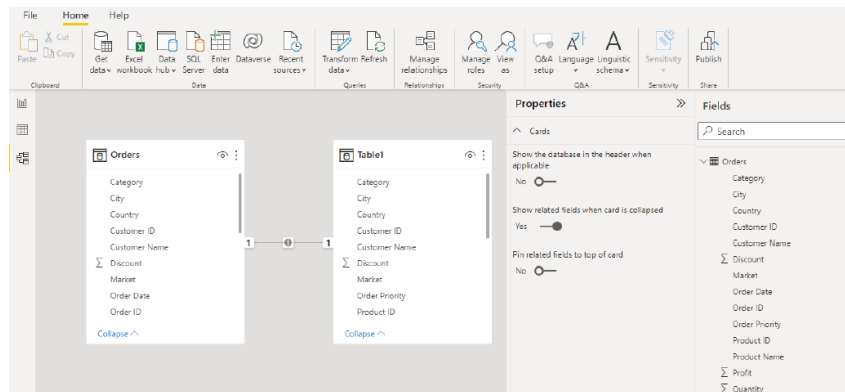 File Home Help
Cut
Copy
Paste
Get data
Excel workbook
Data hub
SQL Server
Enter data
Dataverse
Recent sources
Transform data
Refresh
Manage relationships
Manage roles
View as
Q&A setup
Language
Linguistic schema
Sensitivity
Publish
Clipboard Data Queries Relationships Security Q&A Sensitivity Share
Orders
Category
City
Country
Customer ID
Customer Name
∑ Discount
Market
Order Date
Order ID
Collapse
1 1
Table1
Category
City
Country
Customer ID
Customer Name
∑ Discount
Order Priority
Product ID
Collapse
Properties
Cards
Show the database in the header when
applicable
No
Show related fields when card is collapsed
Yes
Pin related fields to top of card
No
Fields
Search
Orders
Category
City
Country
Customer ID
Customer Name
∑ Discount
Market
Order Date
Order ID
Order Priority
Product ID
Product Name
∑ Profit
∑ Quantity